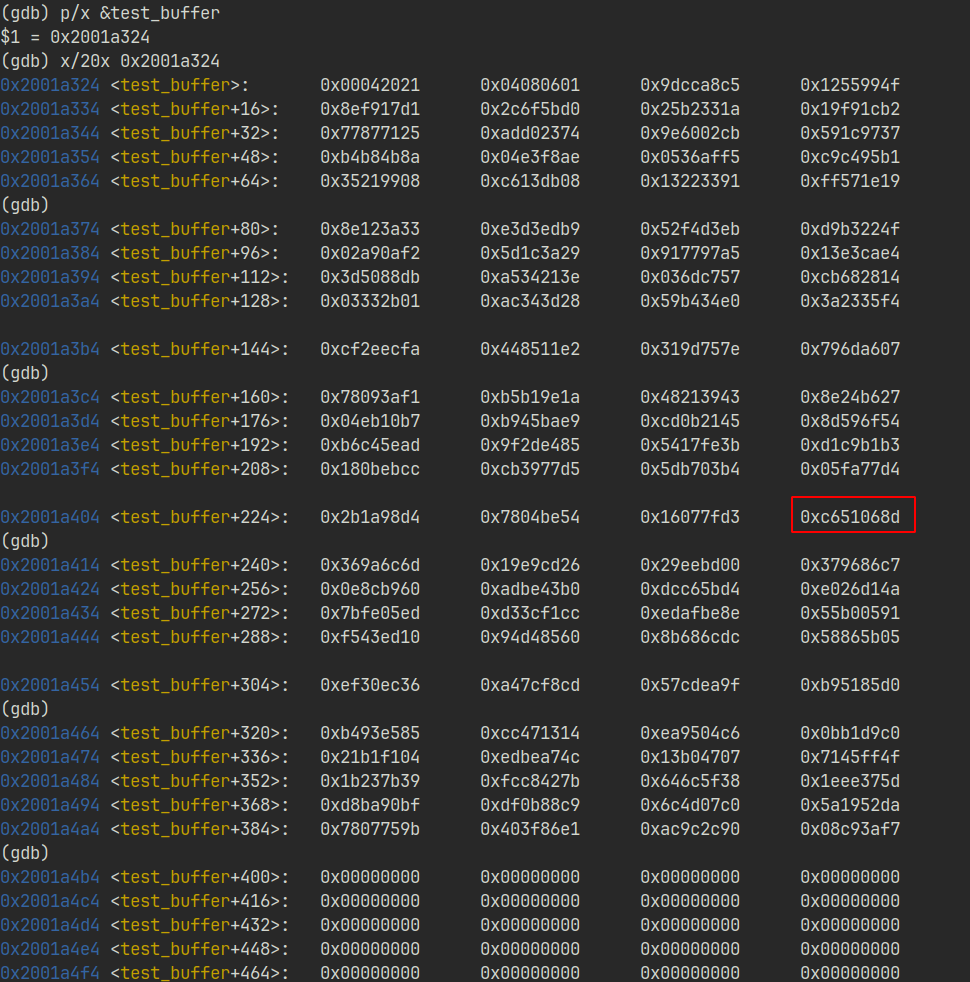 (gdb) p/x &test_buffer
$1 = 0x2001a324
(gdb) x/20x 0x2001a324
0x2001a324 <test_buffer>: 0x00042021 0x04080601 0x9dcca8c5 0x1255994f
0x2001a334 <test_buffer+16>: 0x8ef917d1 0x2c6f5bd0 0x25b2331a 0x19f91cb2
0x2001a344 <test_buffer+32>: 0x77877125 0xadd02374 0x9e6002cb 0x591c9737
0x2001a354 <test_buffer+48>: 0xb4b84b8a 0x04e3f8ae 0x0536aff5 0xc9c495b1
0x2001a364 <test_buffer+64>: 0x35219908 0xc613db08 0x13223391 0xff571e19
(gdb)
0x2001a374 <test_buffer+80>: 0x8e123a33 0xe3d3edb9 0x52f4d3eb 0xd9b3224f
0x2001a384 <test_buffer+96>: 0x02a90af2 0x5d1c3a29 0x917797a5 0x13e3cae4
0x2001a394 <test_buffer+112>: 0x3d5088db 0xa534213e 0x036dc757 0xcb682814
0x2001a3a4 <test_buffer+128>: 0x03332b01 0xac343d28 0x59b434e0 0x3a2335f4
0x2001a3b4 <test_buffer+144>: 0xcf2eecfa 0x448511e2 0x319d757e 0x796da607
(gdb)
0x2001a3c4 <test_buffer+160>: 0x78093af1 0xb5b19e1a 0x48213943 0x8e24b627
0x2001a3d4 <test_buffer+176>: 0x04eb10b7 0xb945bae9 0xcd0b2145 0x8d596f54
0x2001a3e4 <test_buffer+192>: 0xb6c45ead 0x9f2de485 0x5417fe3b 0xd1c9b1b3
0x2001a3f4 <test_buffer+208>: 0x180bebcc 0xcb3977d5 0x5db703b4 0x05fa77d4
0x2001a404 <test_buffer+224>: 0x2b1a98d4 0x7804be54 0x16077fd3 0xc651068d
(gdb)
0x2001a414 <test_buffer+240>: 0x369a6c6d 0x19e9cd26 0x29eebd00 0x379686c7
0x2001a424 <test_buffer+256>: 0x0e8cb960 0xadbe43b0 0xdcc65bd4 0xe026d14a
0x2001a434 <test_buffer+272>: 0x7bfe05ed 0xd33cf1cc 0xedafbe8e 0x55b00591
0x2001a444 <test_buffer+288>: 0xf543ed10 0x94d48560 0x8b686cdc 0x58865b05
0x2001a454 <test_buffer+304>: 0xef30ec36 0xa47cf8cd 0x57cdea9f 0xb95185d0
(gdb)
0x2001a464 <test_buffer+320>: 0xb493e585 0xcc471314 0xea9504c6 0x0bb1d9c0
0x2001a474 <test_buffer+336>: 0x21b1f104 0xedbea74c 0x13b04707 0x7145ff4f
0x2001a484 <test_buffer+352>: 0x1b237b39 0xfcc8427b 0x646c5f38 0x1eee375d
0x2001a494 <test_buffer+368>: 0xd8ba90bf 0xdf0b88c9 0x6c4d07c0 0x5a1952da
0x2001a4a4 <test_buffer+384>: 0x7807759b 0x403f86e1 0xac9c2c90 0x08c93af7
(gdb)
0x2001a4b4 <test_buffer+400>: 0x00000000 0x00000000 0x00000000 0x00000000
0x2001a4c4 <test_buffer+416>: 0x00000000 0x00000000 0x00000000 0x00000000
0x2001a4d4 <test_buffer+432>: 0x00000000 0x00000000 0x00000000 0x00000000
0x2001a4e4 <test_buffer+448>: 0x00000000 0x00000000 0x00000000 0x00000000
0x2001a4f4 <test_buffer+464>: 0x00000000 0x00000000 0x00000000 0x00000000